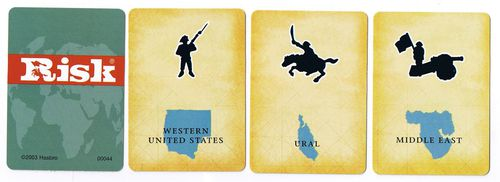 Risk
©2003 Hasbro 00044
WESTERN
UNITED STATES
URAL
MIDDLE EAST